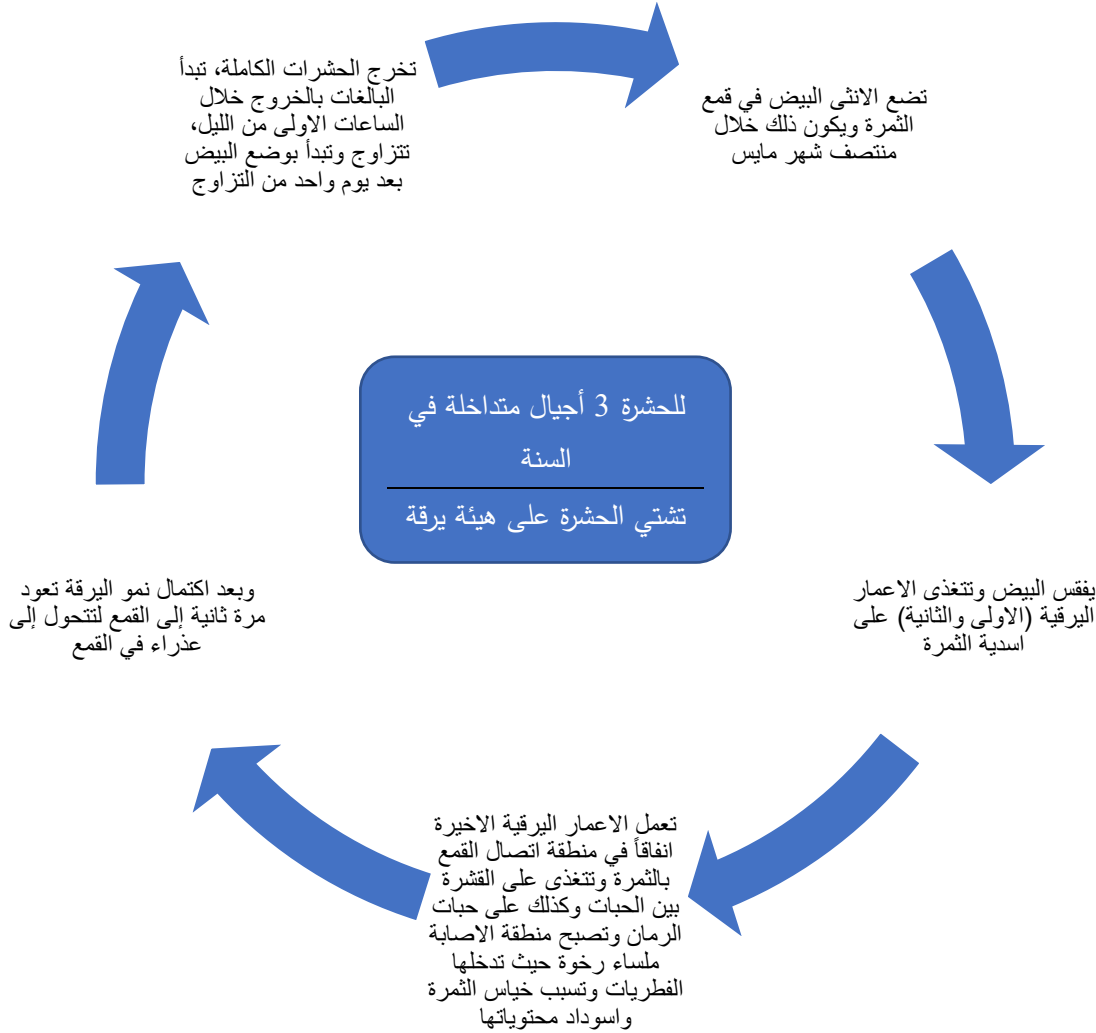 تخرج الحشرات الكاملة، تبدأ
البالغات بالخروج خلال
الساعات الاولى من الليل،
تتزاوج وتبدأ بوضع البيض
بعد يوم واحد من التزاوج
تضع الانثى البيض في قمع
الثمرة ويكون ذلك خلال
منتصف شهر مايس
للحشرة 3 أجيال متداخلة في
السنة
تشتي الحشرة على هيئة يرقة
يفقس البيض وتتغذى الاعمار
اليرقية (الاولى والثانية) على
اسدية الثمرة
تعمل الاعمار اليرقية الاخيرة
انفاقاً في منطقة اتصال القمع
بالثمرة وتتغذى على القشرة
بين الحبات وكذلك على حبات
الرمان وتصبح منطقة الاصابة
ملساء رخوة حيث تدخلها
الفطريات وتسبب خياس الثمرة
واسوداد محتوياتها
وبعد اكتمال نمو اليرقة تعود
مرة ثانية إلى القمع لتتحول إلى
عذراء في القمع